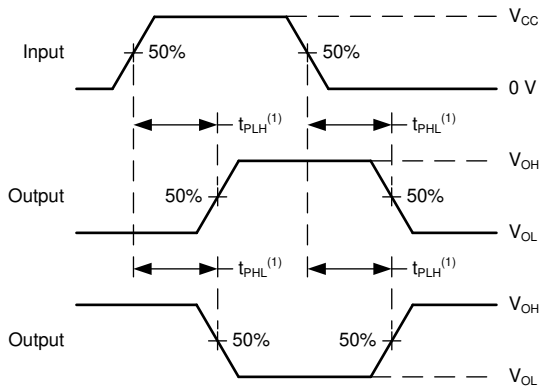 V_CC
Input 50% 50%
0 V
t_PLH^(1) t_PHL^(1)
V_OH
Output 50% 50%
V_OL
t_PHL^(1) t_PLH^(1)
V_OH
Output 50% 50%
V_OL